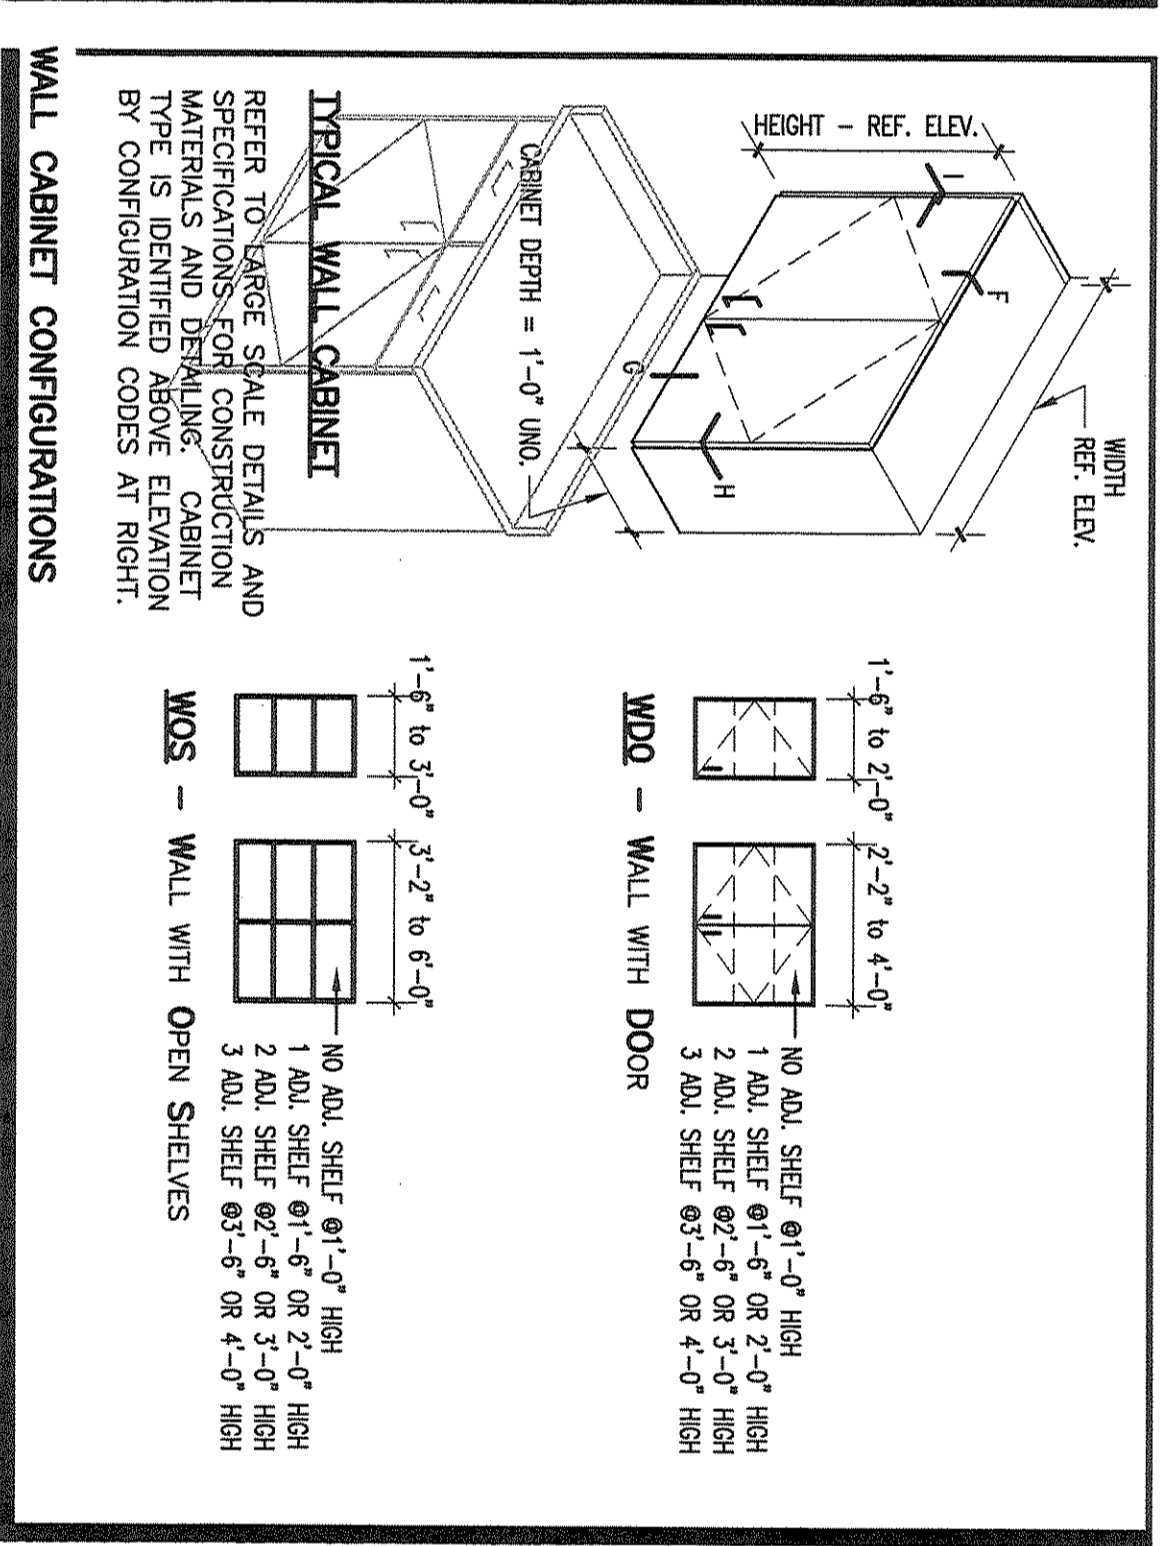 WIDTH
REF. ELEV.
HEIGHT - REF. ELEV.
I
F
G
H
CABINET DEPTH = 1'-0" UNO.
TYPICAL WALL CABINET
REFER TO LARGE SCALE DETAILS AND
SPECIFICATIONS FOR CONSTRUCTION
MATERIALS AND DETAILING. CABINET
TYPE IS IDENTIFIED ABOVE ELEVATION
BY CONFIGURATION CODES AT RIGHT.
1'-6" to 2'-0"
2'-2" to 4'-0"
NO ADJ. SHELF @1'-0" HIGH
1 ADJ. SHELF @1'-6" OR 2'-0" HIGH
2 ADJ. SHELF @2'-6" OR 3'-0" HIGH
3 ADJ. SHELF @3'-6" OR 4'-0" HIGH
WDO - WALL WITH DOOR
1'-6" to 3'-0"
3'-2" to 6'-0"
NO ADJ. SHELF @1'-0" HIGH
1 ADJ. SHELF @1'-6" OR 2'-0" HIGH
2 ADJ. SHELF @2'-6" OR 3'-0" HIGH
3 ADJ. SHELF @3'-6" OR 4'-0" HIGH
WOS - WALL WITH OPEN SHELVES
WALL CABINET CONFIGURATIONS